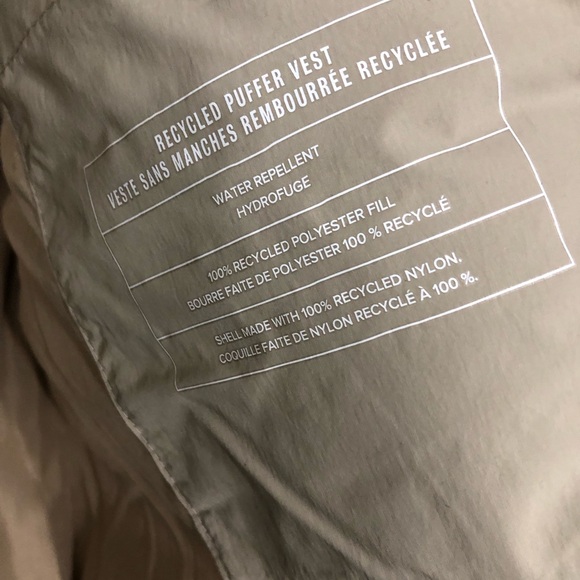 RECYCLED PUFFER VEST
VESTE SANS MANCHES REMBOURRÉE RECYCLÉE
WATER REPELLENT
HYDROFUGE
100% RECYCLED POLYESTER FILL
BOURRE FAITE DE POLYESTER 100 % RECYCLÉ
SHELL MADE WITH 100% RECYCLED NYLON.
COQUILLE FAITE DE NYLON RECYCLÉ À 100 %.